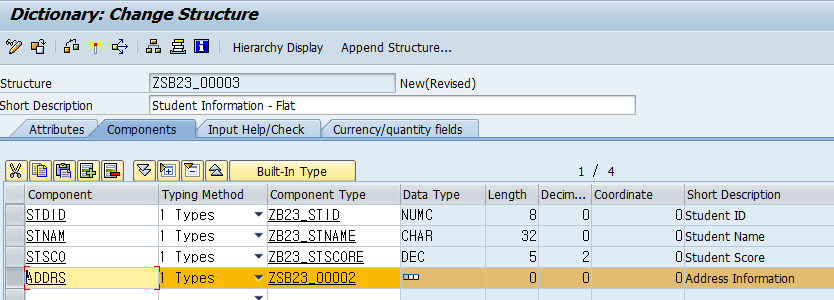 Dictionary: Change Structure
Hierarchy Display Append Structure...
Structure ZSB23_00003 New(Revised)
Short Description Student Information - Flat
Attributes Components Input Help/Check Currency/quantity fields
Built-In Type 1 / 4
Component Typing Method Component Type Data Type Length Decim... Coordinate Short Description
STDID 1 Types ZB23_STID NUMC 8 0 0 Student ID
STNAM 1 Types ZB23_STNAME CHAR 32 0 0 Student Name
STSCO 1 Types ZB23_STSCORE DEC 5 2 0 Student Score
ADDRS 1 Types ZSB23_00002 0 0 0 Address Information